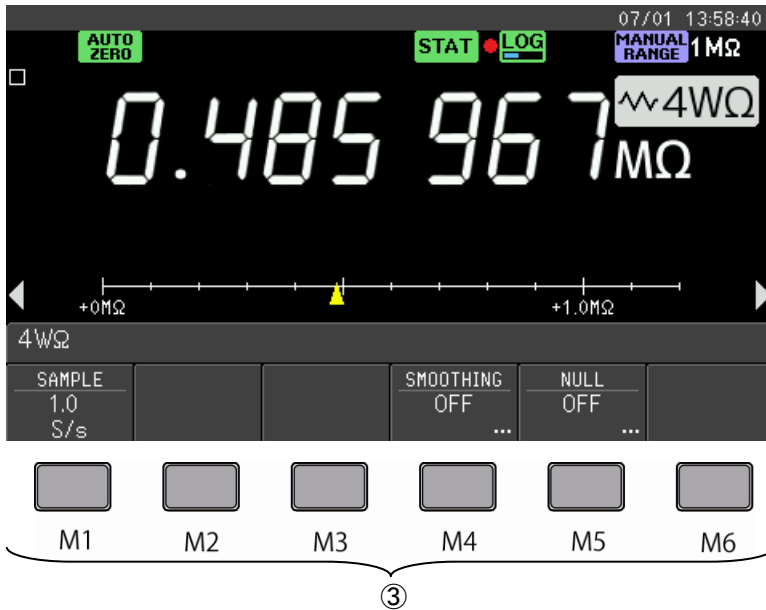 07/01 13:58:40
AUTO ZERO STAT LOG MANUAL RANGE 1MΩ
4WΩ
0.485 967 MΩ
+0MΩ +1.0MΩ
4WΩ
SAMPLE SMOOTHING NULL
1.0 OFF OFF
S/s ... ...
M1 M2 M3 M4 M5 M6
③